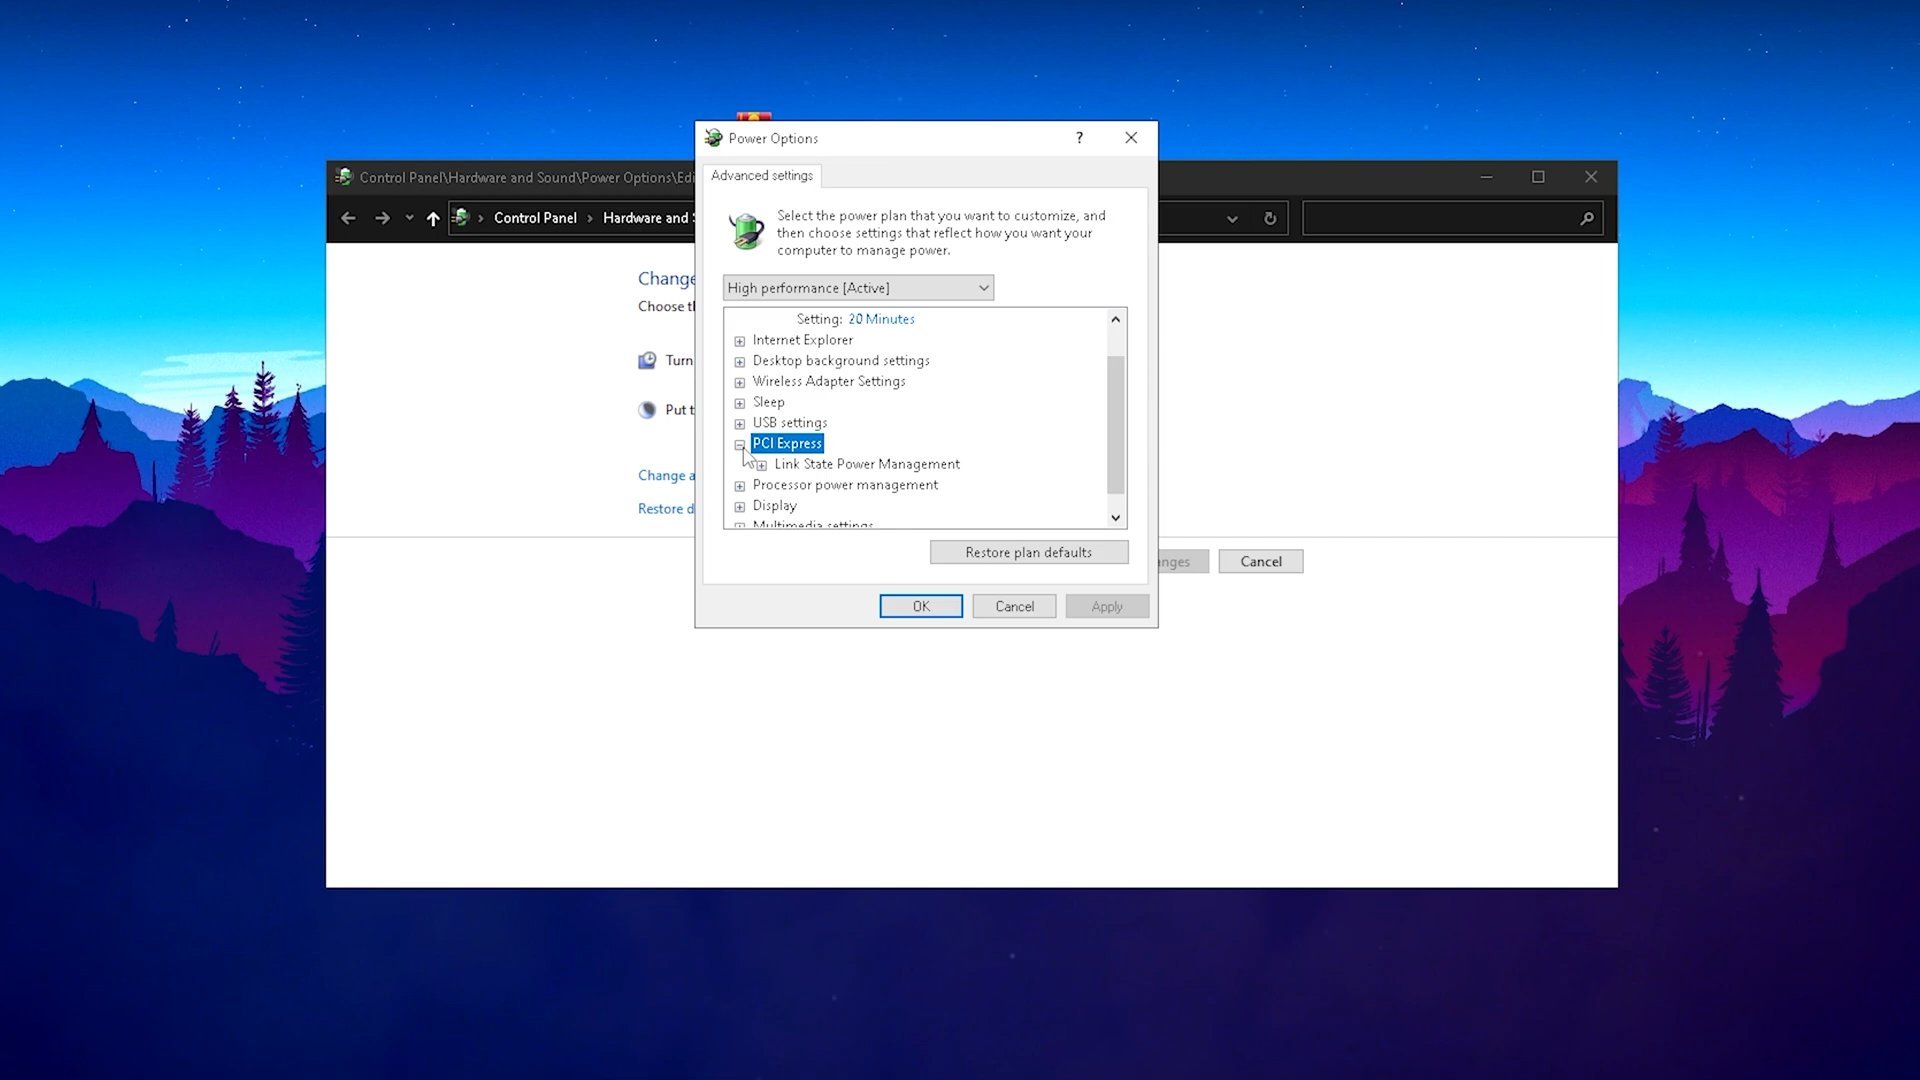 Power Options
?
Advanced settings
Control Panel\Hardware and Sound\Power Options\Edi
Control Panel > Hardware and S
Select the power plan that you want to customize, and
then choose settings that reflect how you want your
computer to manage power.
Change
Choose th
High performance [Active]
Setting: 20 Minutes
Internet Explorer
Turn
Desktop background settings
Wireless Adapter Settings
Sleep
Put t
USB settings
PCI Express
Link State Power Management
Change a
Processor power management
Restore d
Display
Multimedia settings
Restore plan defaults
anges
Cancel
OK
Cancel
Apply